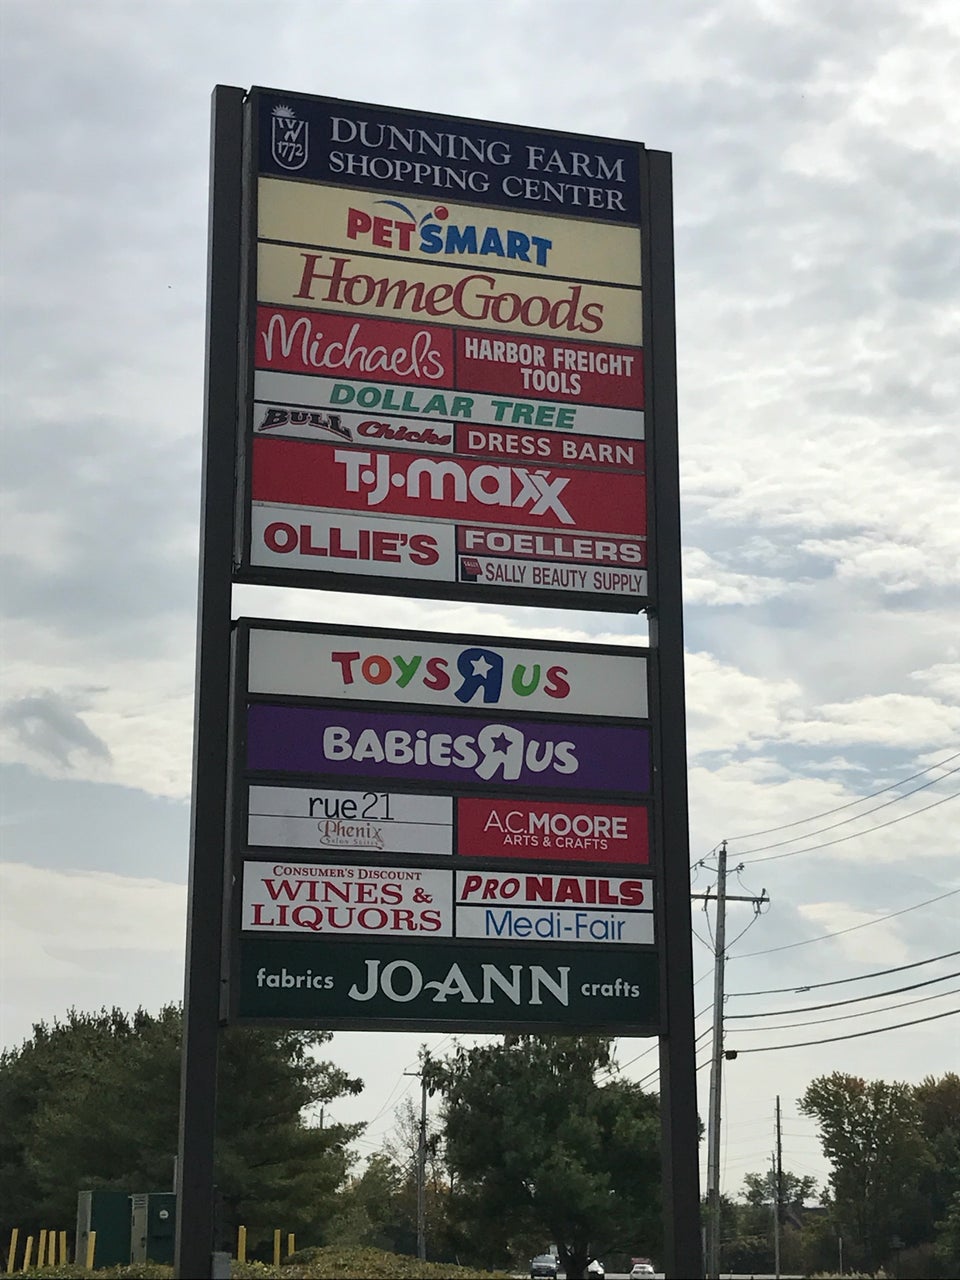 1772
DUNNING FARM
SHOPPING CENTER
PETSMART
HomeGoods
Michaels
HARBOR FREIGHT
TOOLS
DOLLAR TREE
BULL Chicks
DRESS BARN
T·J·maxx
OLLIE'S
FOELLERS
SALLY BEAUTY SUPPLY
TOYS R US
BABIES R US
rue21
Phenix
Salon Suites
A.C.MOORE
ARTS & CRAFTS
CONSUMER'S DISCOUNT
WINES &
LIQUORS
PRO NAILS
Medi-Fair
fabrics JO-ANN crafts